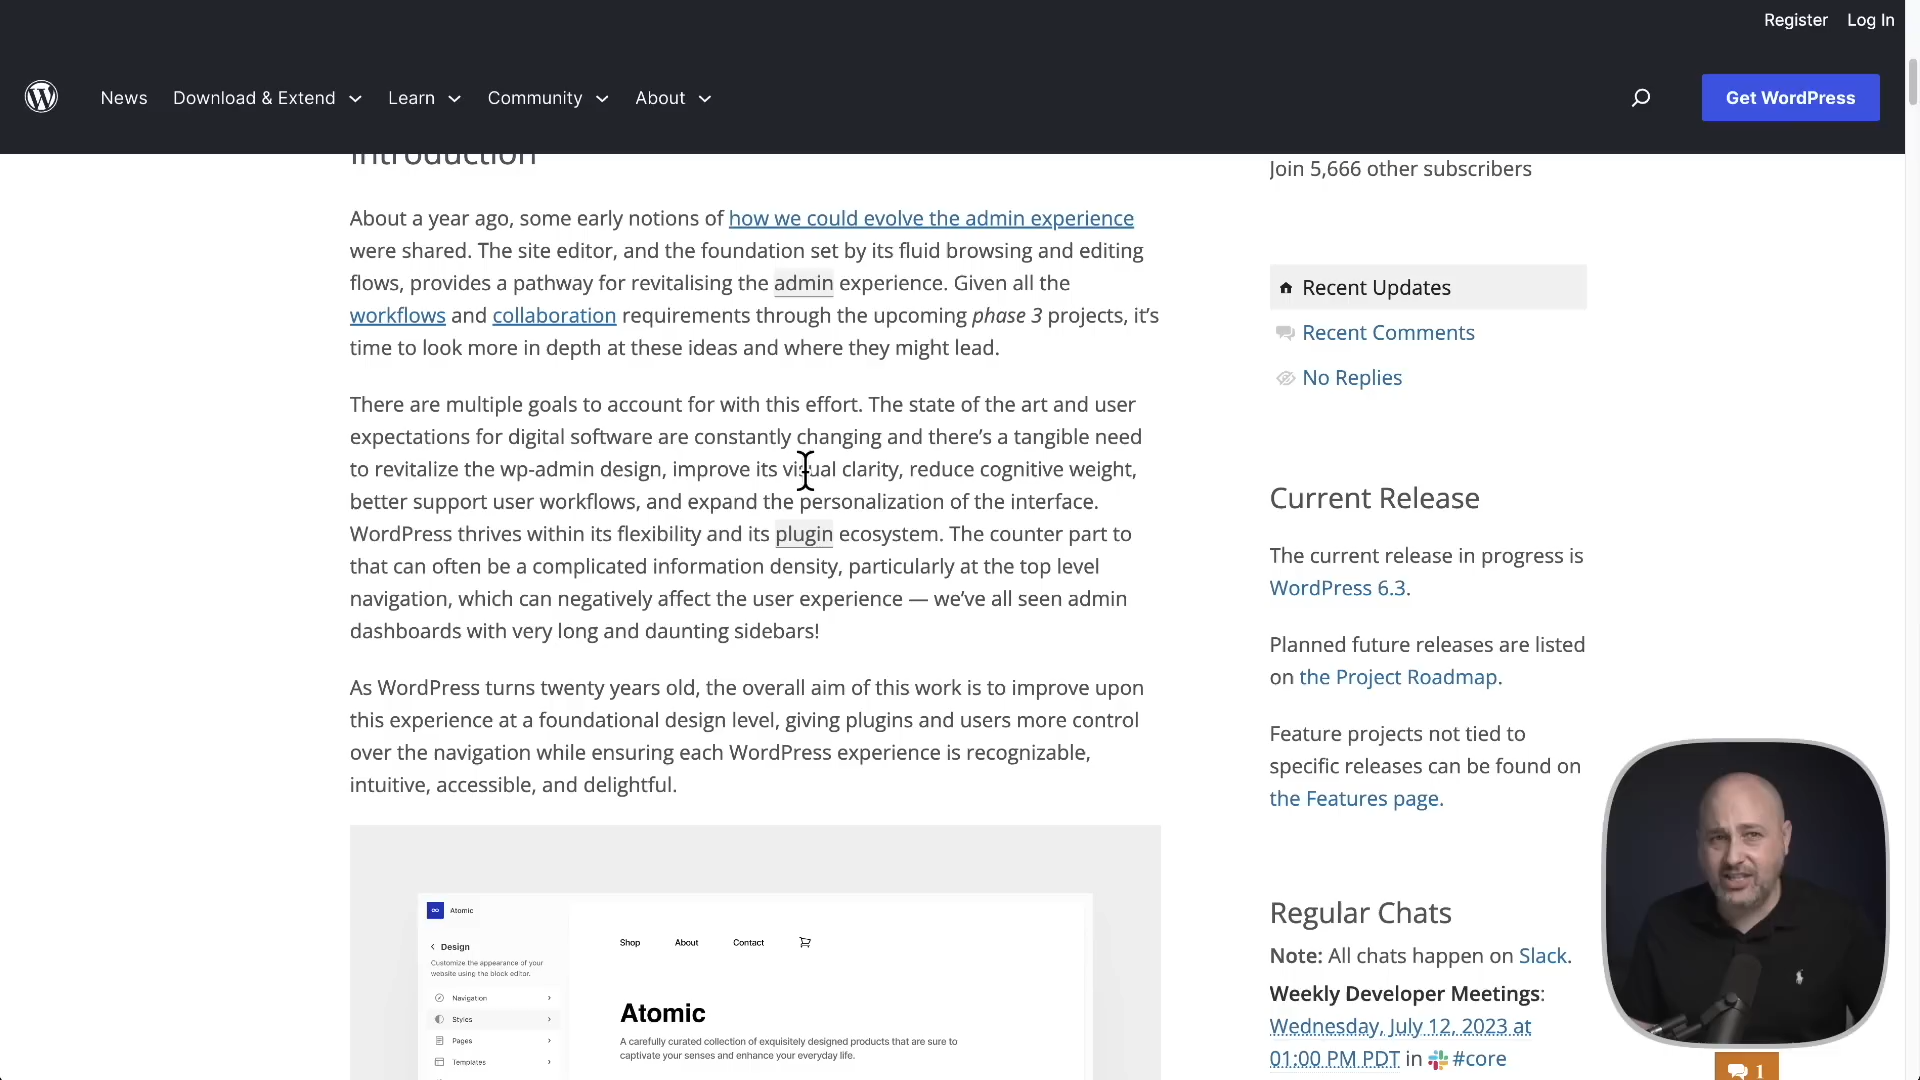 Register Log In
News Download & Extend Learn Community About
Get WordPress
Introduction
About a year ago, some early notions of how we could evolve the admin experience
were shared. The site editor, and the foundation set by its fluid browsing and editing
flows, provides a pathway for revitalising the admin experience. Given all the
workflows and collaboration requirements through the upcoming phase 3 projects, it’s
time to look more in depth at these ideas and where they might lead.
There are multiple goals to account for with this effort. The state of the art and user
expectations for digital software are constantly changing and there’s a tangible need
to revitalize the wp-admin design, improve its visual clarity, reduce cognitive weight,
better support user workflows, and expand the personalization of the interface.
WordPress thrives within its flexibility and its plugin ecosystem. The counter part to
that can often be a complicated information density, particularly at the top level
navigation, which can negatively affect the user experience — we’ve all seen admin
dashboards with very long and daunting sidebars!
As WordPress turns twenty years old, the overall aim of this work is to improve upon
this experience at a foundational design level, giving plugins and users more control
over the navigation while ensuring each WordPress experience is recognizable,
intuitive, accessible, and delightful.
Atomic
Design
Customize the appearance of your
website using the block editor.
Navigation
Styles
Pages
Templates
Shop About Contact
Atomic
A carefully curated collection of exquisitely designed products that are sure to
captivate your senses and enhance your everyday life.
Join 5,666 other subscribers
Recent Updates
Recent Comments
No Replies
Current Release
The current release in progress is
WordPress 6.3.
Planned future releases are listed
on the Project Roadmap.
Feature projects not tied to
specific releases can be found on
the Features page.
Regular Chats
Note: All chats happen on Slack.
Weekly Developer Meetings:
Wednesday, July 12, 2023 at
01:00 PM PDT in #core
1